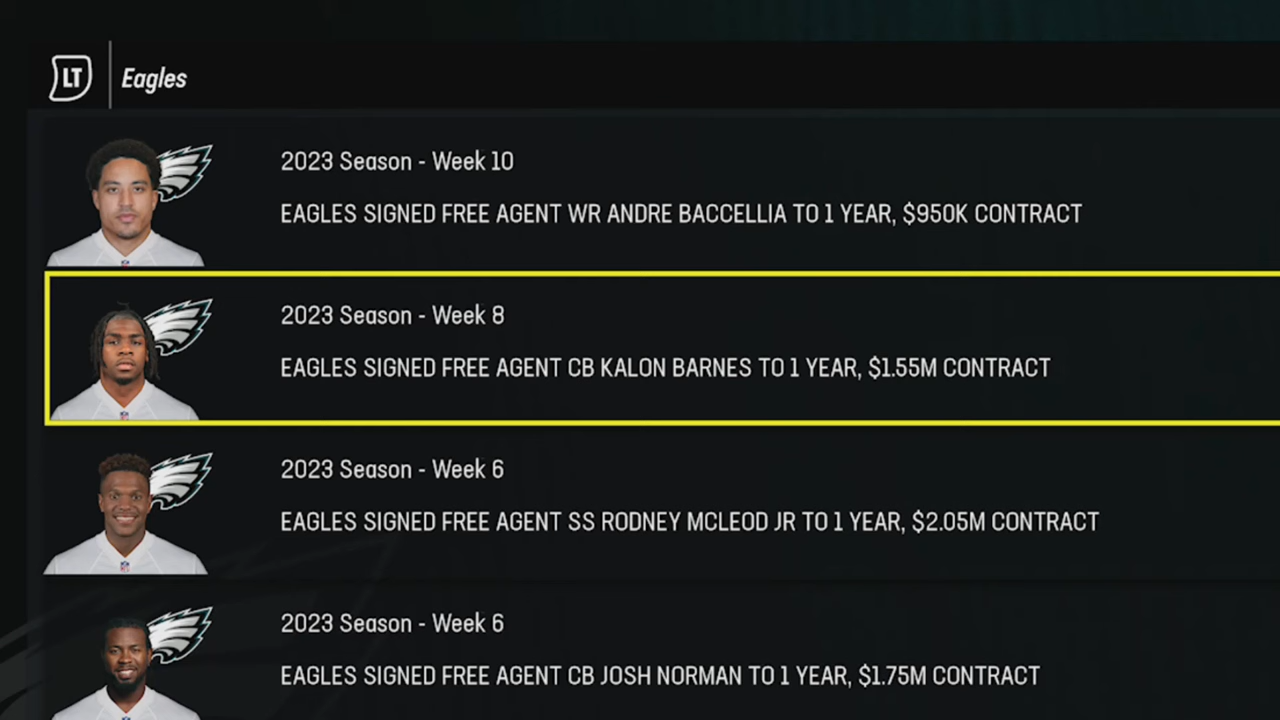 LT
Eagles
2023 Season - Week 10
EAGLES SIGNED FREE AGENT WR ANDRE BACCELLIA TO 1 YEAR, $950K CONTRACT
2023 Season - Week 8
EAGLES SIGNED FREE AGENT CB KALON BARNES TO 1 YEAR, $1.55M CONTRACT
2023 Season - Week 6
EAGLES SIGNED FREE AGENT SS RODNEY MCLEOD JR TO 1 YEAR, $2.05M CONTRACT
2023 Season - Week 6
EAGLES SIGNED FREE AGENT CB JOSH NORMAN TO 1 YEAR, $1.75M CONTRACT